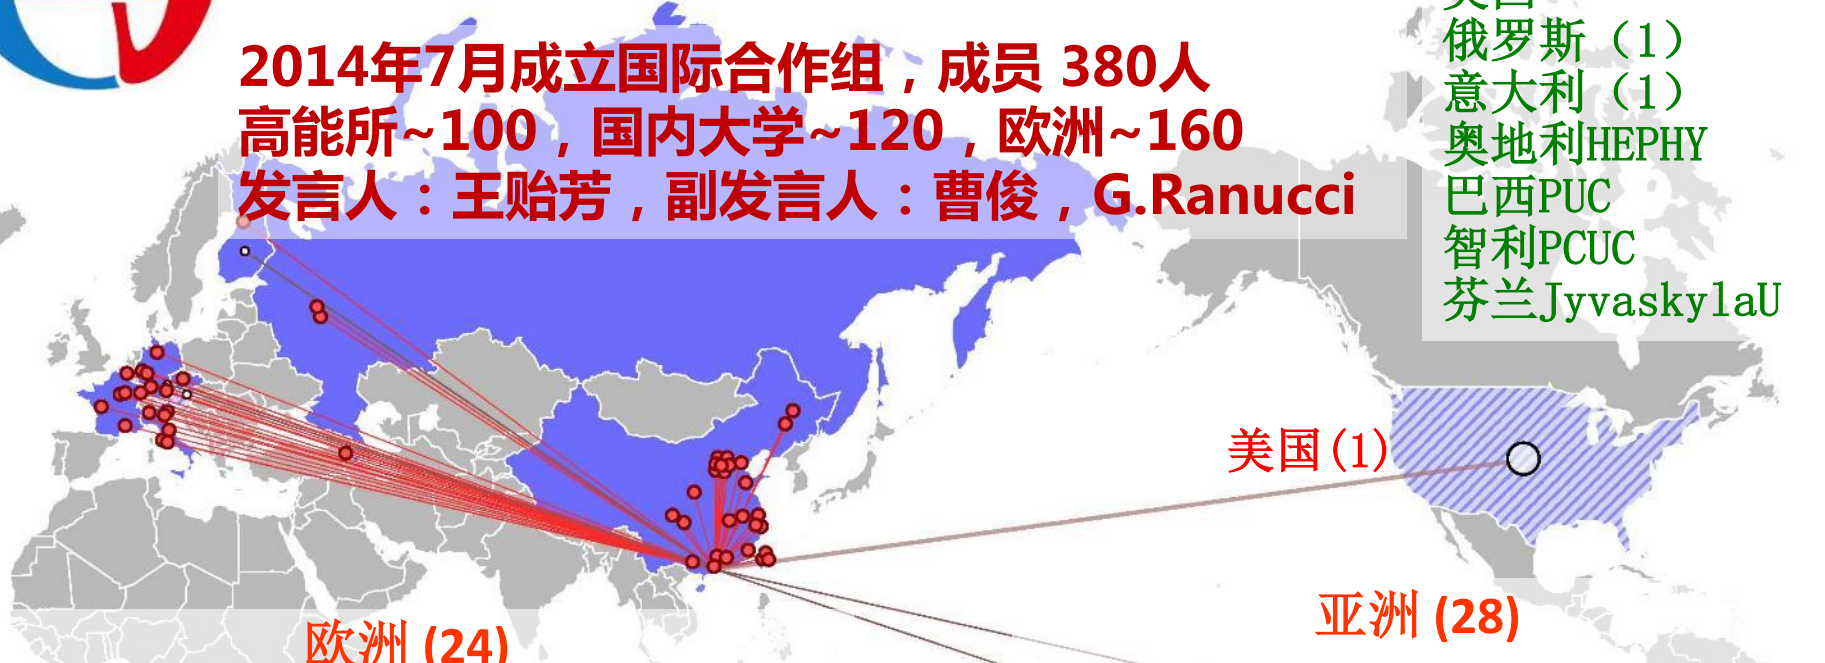 2014年7月成立国际合作组，成员 380人
高能所~100，国内大学~120，欧洲~160
发言人：王贻芳，副发言人：曹俊，G.Ranucci
俄罗斯（1）
意大利（1）
奥地利HEPHY
巴西PUC
智利PCUC
芬兰JyvaskylaU
美国(1)
亚洲 (28)
欧洲 (24)